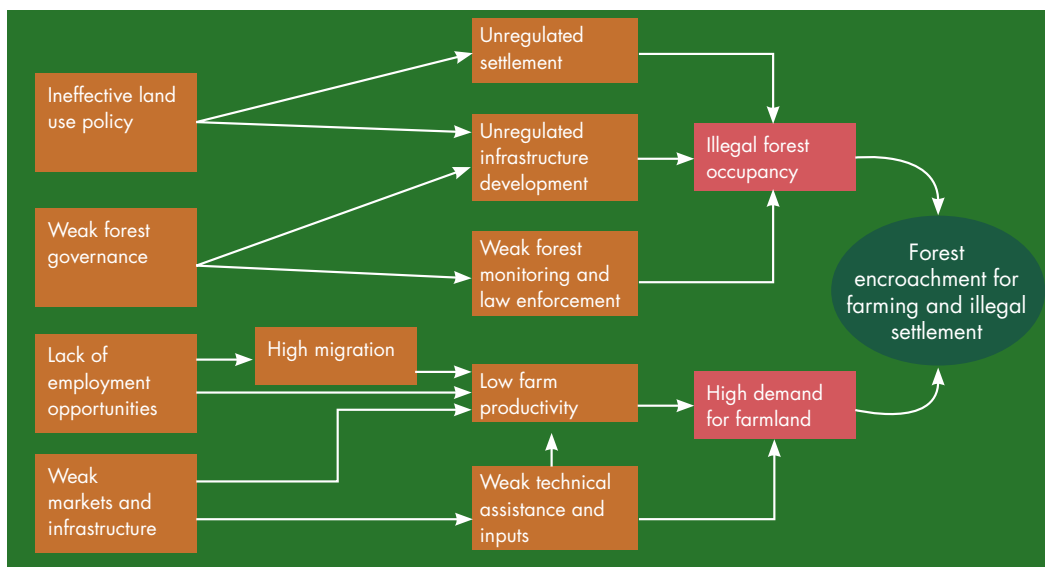 Unregulated
settlement
Ineffective land
use policy
Unregulated
infrastructure
development
Illegal forest
occupancy
Weak forest
governance
Weak forest
monitoring and
law enforcement
Forest
encroachment for
farming and illegal
settlement
Lack of
employment
opportunities
High migration
Low farm
productivity
High demand
for farmland
Weak
markets and
infrastructure
Weak technical
assistance and
inputs